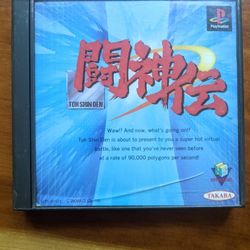 PlayStation
闘神伝
TOH SHIN DEN
Wow!! And now, what's going on?
Toh Shin Den is about to present to you a super hot virtual
battle, like one that you've never seen before
at a rate of 90,000 polygons per second!
TAKARA